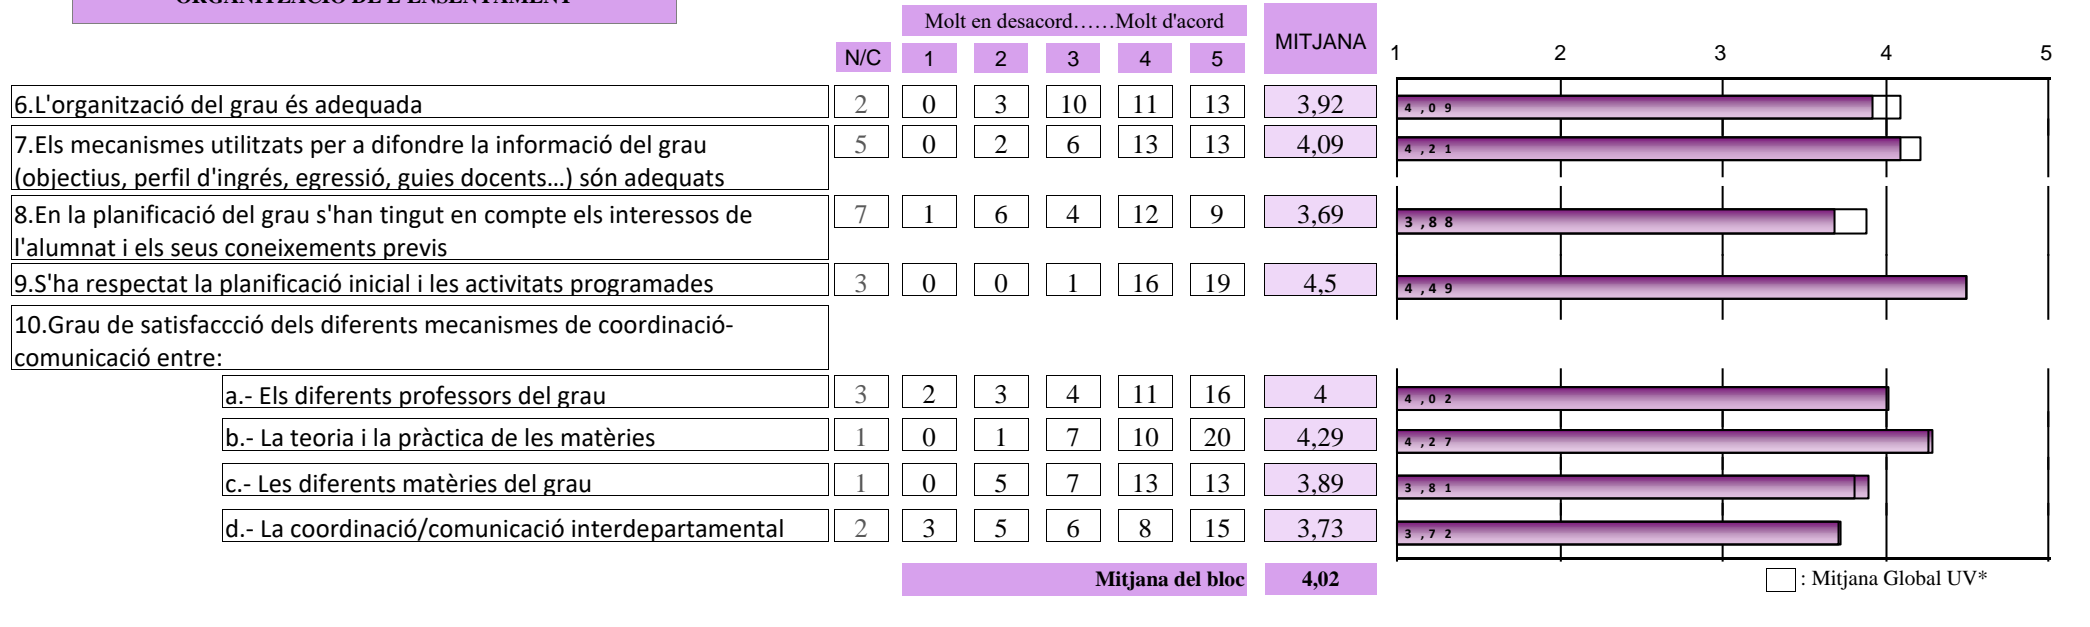 Molt en desacord……Molt d'acord
MITJANA
N/C 1 2 3 4 5
1 2 3 4 5
6.L'organització del grau és adequada 2 0 3 10 11 13 3,92 4,09
7.Els mecanismes utilitzats per a difondre la informació del grau 5 0 2 6 13 13 4,09 4,21
(objectius, perfil d'ingrés, egressió, guies docents…) són adequats
8.En la planificació del grau s'han tingut en compte els interessos de 7 1 6 4 12 9 3,69 3,88
l'alumnat i els seus coneixements previs
9.S'ha respectat la planificació inicial i les activitats programades 3 0 0 1 16 19 4,5 4,49
10.Grau de satisfaccció dels diferents mecanismes de coordinació-
comunicació entre:
a.- Els diferents professors del grau 3 2 3 4 11 16 4 4,02
b.- La teoria i la pràctica de les matèries 1 0 1 7 10 20 4,29 4,27
c.- Les diferents matèries del grau 1 0 5 7 13 13 3,89 3,81
d.- La coordinació/comunicació interdepartamental 2 3 5 6 8 15 3,73 3,72
Mitjana del bloc 4,02
: Mitjana Global UV*